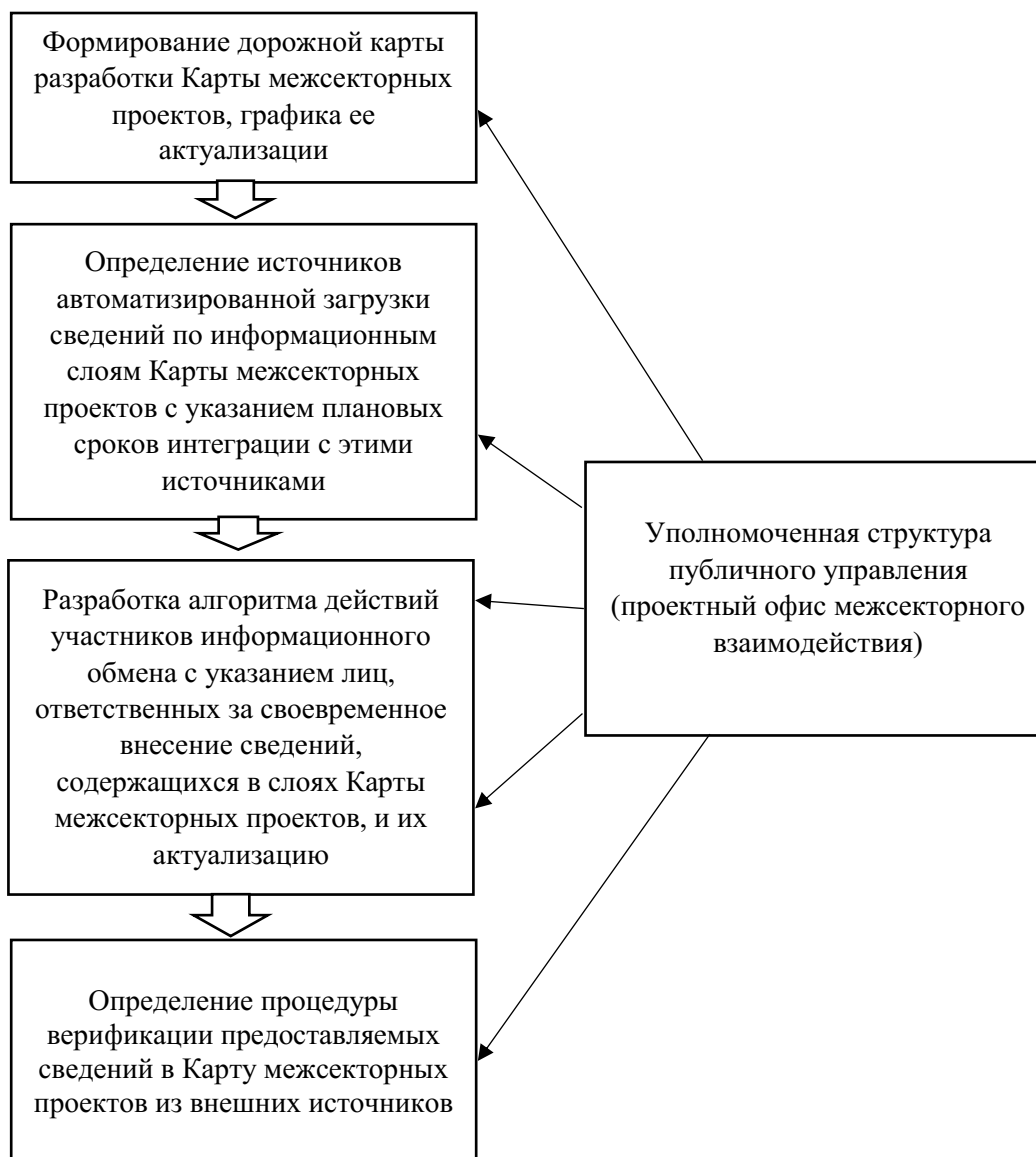 Формирование дорожной карты
разработки Карты межсекторных
проектов, графика ее
актуализации
Определение источников
автоматизированной загрузки
сведений по информационным
слоям Карты межсекторных
проектов с указанием плановых
сроков интеграции с этими
источниками
Разработка алгоритма действий
участников информационного
обмена с указанием лиц,
ответственных за своевременное
внесение сведений,
содержащихся в слоях Карты
межсекторных проектов, и их
актуализацию
Определение процедуры
верификации предоставляемых
сведений в Карту межсекторных
проектов из внешних источников
Уполномоченная структура
публичного управления
(проектный офис межсекторного
взаимодействия)